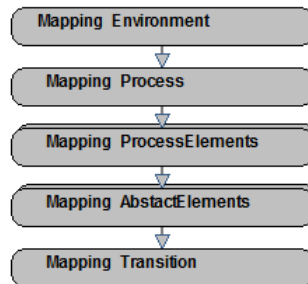 Mapping Environment
Mapping Process
Mapping ProcessElements
Mapping AbstactElements
Mapping Transition